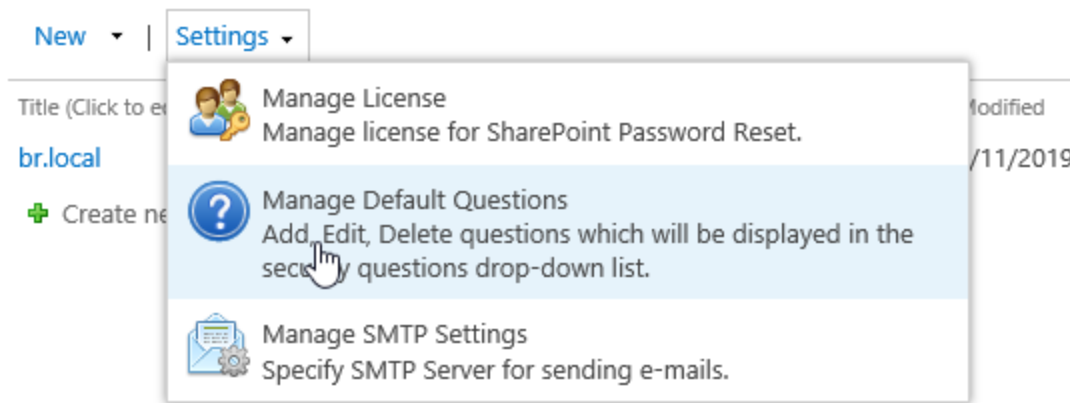 New | Settings
Manage License
Title (Click to Modified
Manage license for SharePoint Password Reset.
br.local /11/2019
Manage Default Questions
Create
Add, Edit, Delete questions which will be displayed in the
security questions drop-down list.
Manage SMTP Settings
Specify SMTP Server for sending e-mails.